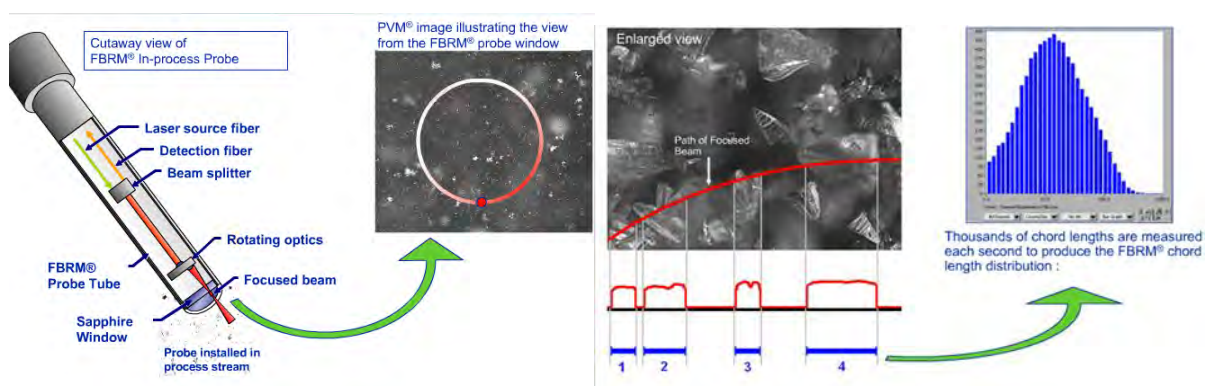 Cutaway view of
FBRM® In-process Probe
Laser source fiber
Detection fiber
Beam splitter
Rotating optics
FBRM®
Probe Tube
Focused beam
Sapphire
Window
Probe installed in
process stream
PVM® image illustrating the view
from the FBRM® probe window
Enlarged view
Path of Focused
Beam
1 2 3 4
Thousands of chord lengths are measured
each second to produce the FBRM® chord
length distribution :